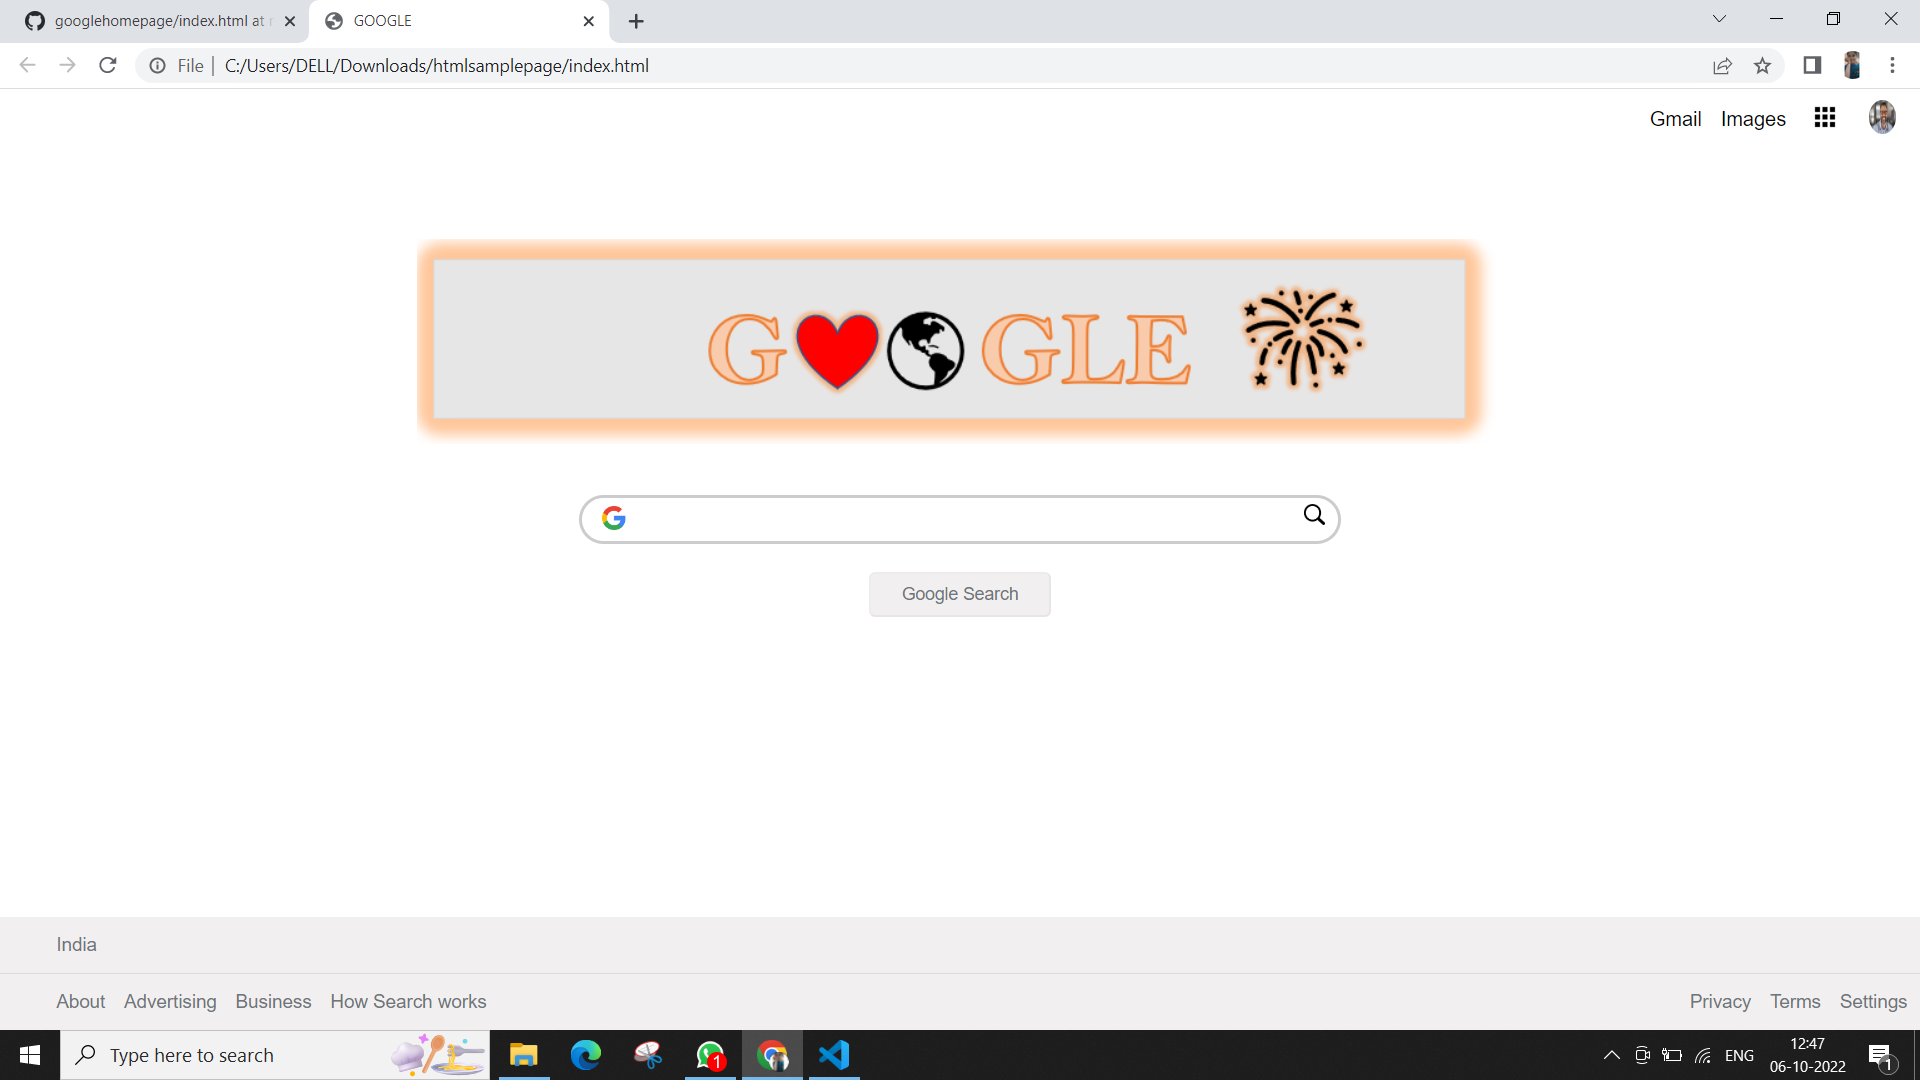 googlehomepage/index.html at
GOOGLE
File
C:/Users/DELL/Downloads/htmlsamplepage/index.html
Gmail Images
G GLE
G
Google Search
India
About Advertising Business How Search works
Privacy Terms Settings
Type here to search
1
ENG
12:47
06-10-2022
1